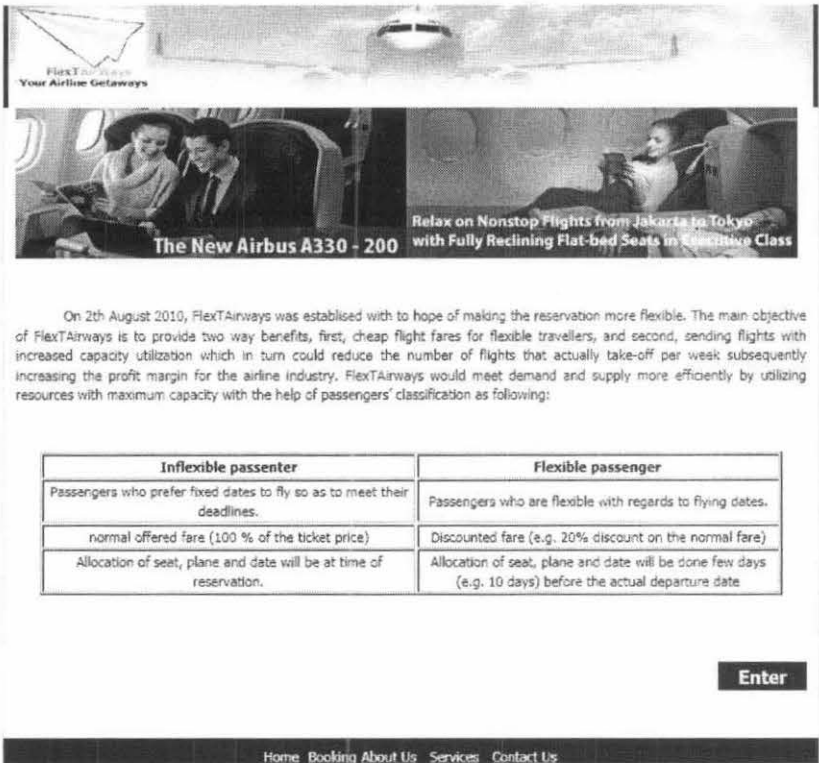 FlexTAirways
Your Airline Getaways
The New Airbus A330 - 200
Relax on Nonstop Flights from Jakarta to Tokyo
with Fully Reclining Flat-bed Seats in Executive Class
On 2th August 2010, FlexTAirways was establised with to hope of making the reservation more flexible. The main objective
of FlexTAirways is to provide two way benefits, first, cheap flight fares for flexible travellers, and second, sending flights with
increased capacity utilization which in turn could reduce the number of flights that actually take-off per week subsequently
increasing the profit margin for the airline industry. FlexTAirways would meet demand and supply more efficiently by utilizing
resources with maximum capacity with the help of passengers' classification as following:
Inflexible passenter
Flexible passenger
Passengers who prefer fixed dates to fly so as to meet their
deadlines.
Passengers who are flexible with regards to flying dates.
normal offered fare (100 % of the ticket price)
Discounted fare (e.g. 20% discount on the normal fare)
Allocation of seat, plane and date will be at time of
reservation.
Allocation of seat, plane and date will be done few days
(e.g. 10 days) before the actual departure date
Enter
Home Booking About Us Services Contact Us